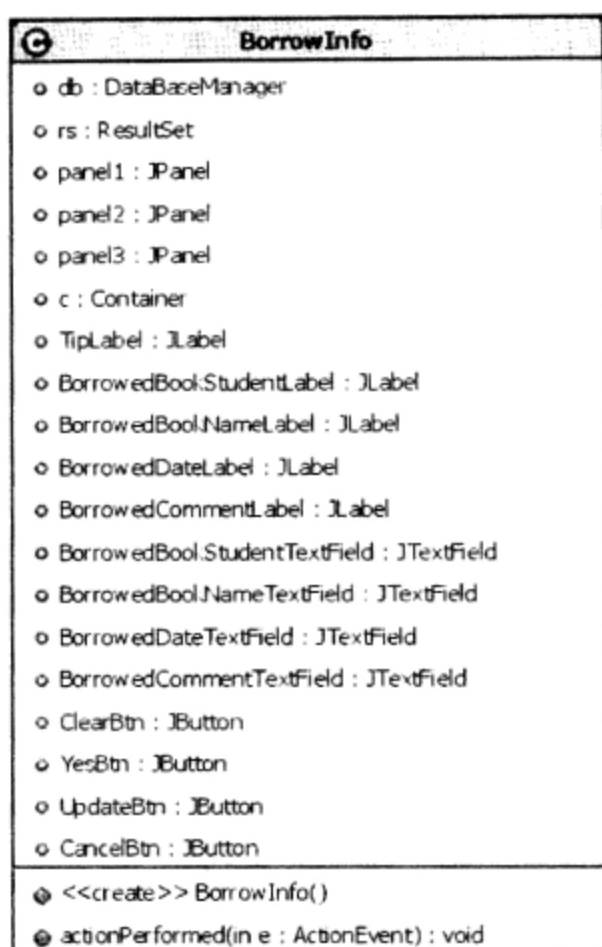 C BorrowInfo
db : DataBaseManager
rs : ResultSet
panel1 : JPanel
panel2 : JPanel
panel3 : JPanel
c : Container
TipLabel : JLabel
BorrowedBookStudentLabel : JLabel
BorrowedBookNameLabel : JLabel
BorrowedDateLabel : JLabel
BorrowedCommentLabel : JLabel
BorrowedBookStudentTextField : JTextField
BorrowedBookNameTextField : JTextField
BorrowedDateTextField : JTextField
BorrowedCommentTextField : JTextField
ClearBtn : JButton
YesBtn : JButton
UpdateBtn : JButton
CancelBtn : JButton
<<create>> BorrowInfo()
actionPerformed(in e : ActionEvent) : void